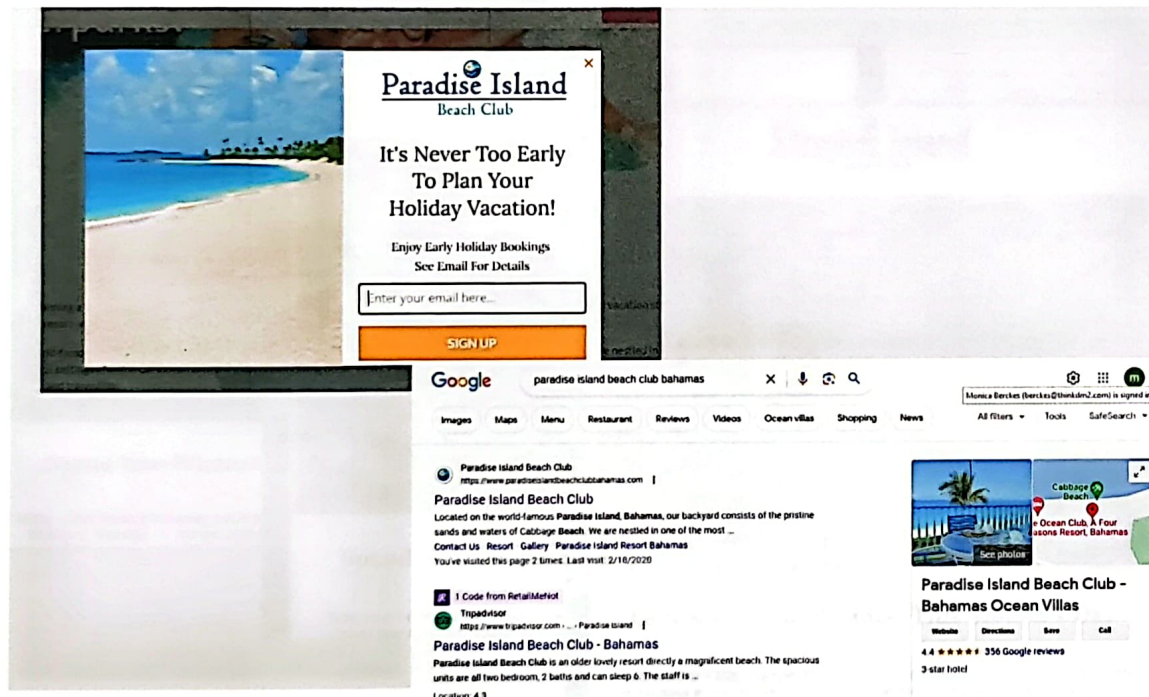 Paradise Island
Beach Club
It's Never Too Early
To Plan Your
Holiday Vacation!
Enjoy Early Holiday Bookings
See Email For Details
Enter your email here...
SIGN UP
Google
paradise island beach club bahamas
m
Monica Berckes (berckes@thinkdm2.com) is signed in
Images Maps Menu Restaurant Reviews Videos Ocean villas Shopping News
All filters Tools SafeSearch
Paradise Island Beach Club
https://www.paradiseislandbeachclubbahamas.com
Paradise Island Beach Club
Located on the world-famous Paradise Island, Bahamas, our backyard consists of the pristine
sands and waters of Cabbage Beach. We are nestled in one of the most ...
Contact Us Resort Gallery Paradise Island Resort Bahamas
You've visited this page 2 times. Last visit: 2/18/2020
1 Code from RetailMeNot
Tripadvisor
https://www.tripadvisor.com › ... › Paradise Island
Paradise Island Beach Club - Bahamas
Paradise Island Beach Club is an older lovely resort directly a magnificent beach. The spacious
units are all two bedroom, 2 baths and can sleep 6. The staff is ...
Location: 4.3
See photos
Cabbage
Beach
e Ocean Club, A Four
asons Resort, Bahamas
Paradise Island Beach Club -
Bahamas Ocean Villas
Website Directions Save Call
4.4 356 Google reviews
3-star hotel